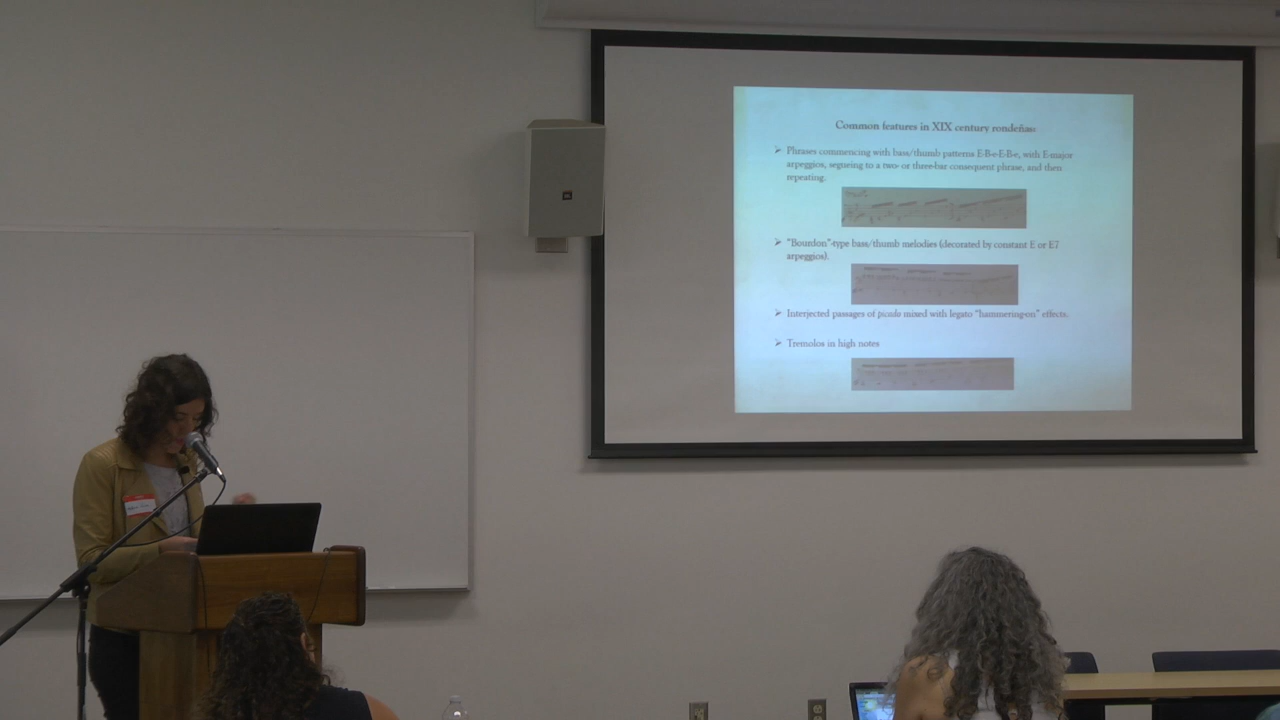 Common features in XIX century rondeñas:
➢ Phrases commencing with bass/thumb patterns E-B-e-E-B-e, with E-major
arpeggios, segueing to a two- or three-bar consequent phrase, and then
repeating.
➢ "Bourdon"-type bass/thumb melodies (decorated by constant E or E7
arpeggios).
➢ Interjected passages of picado mixed with legato "hammering-on" effects.
➢ Tremolos in high notes